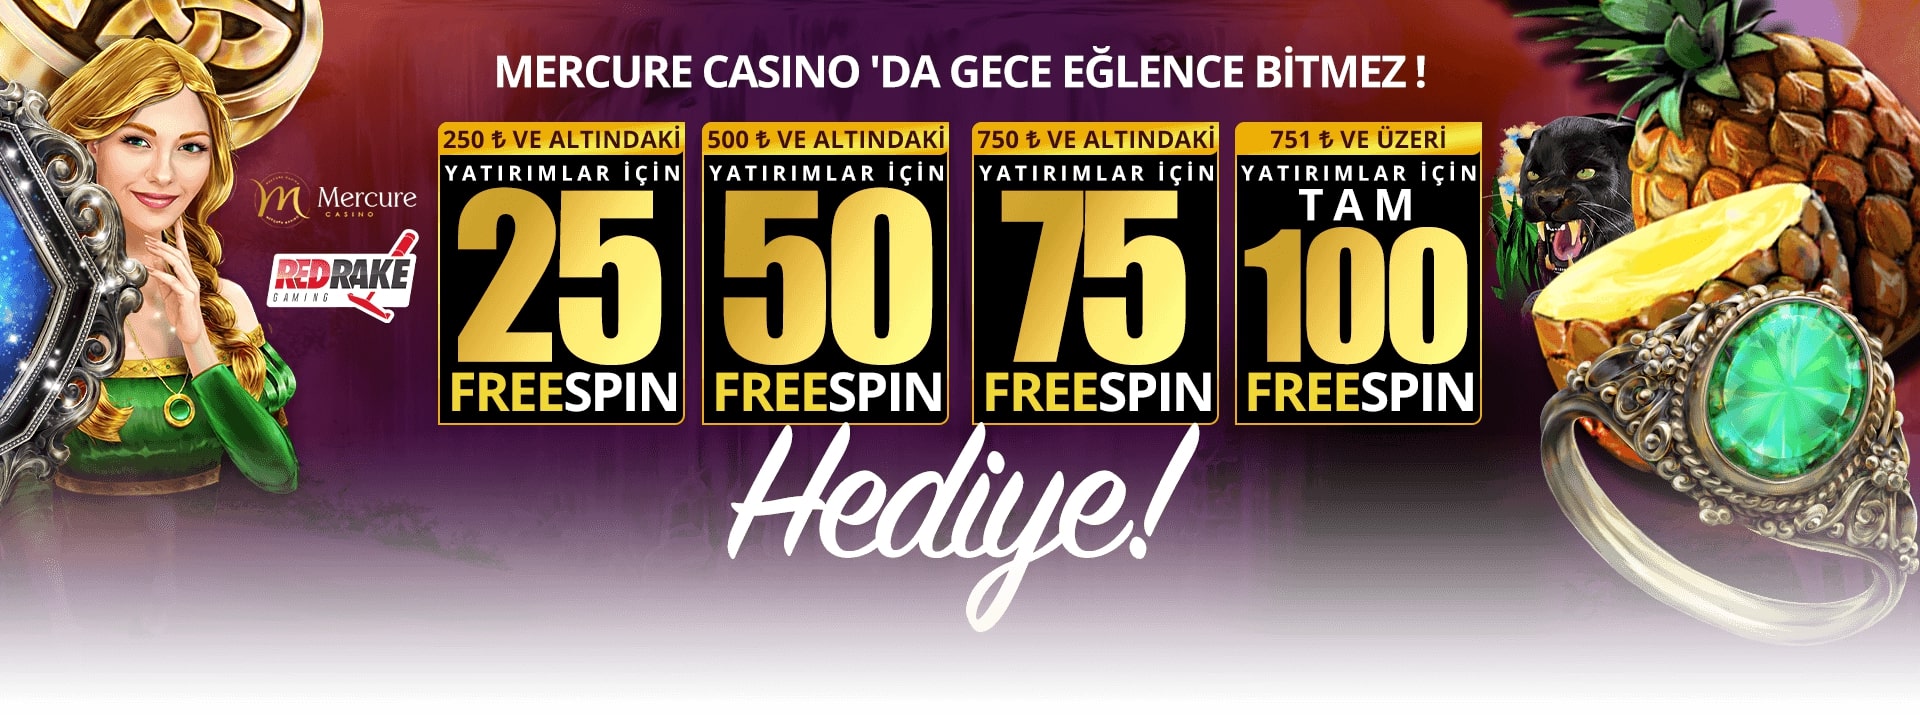 MERCURE CASINO 'DA GECE EĞLENCE BİTMEZ !
Mercure
CASINO
REDRAKE
GAMING
250 ₺ VE ALTINDAKİ
YATIRIMLAR İÇİN
25
FREESPIN
500 ₺ VE ALTINDAKİ
YATIRIMLAR İÇİN
50
FREESPIN
750 ₺ VE ALTINDAKİ
YATIRIMLAR İÇİN
75
FREESPIN
751 ₺ VE ÜZERİ
YATIRIMLAR İÇİN
TAM
100
FREESPIN
Hediye!